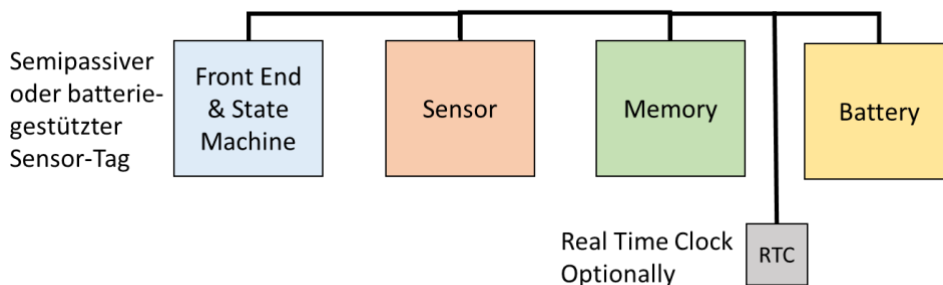 Semipassiver
oder batterie-
gestützter
Sensor-Tag
Front End
& State
Machine
Sensor
Memory
Battery
Real Time Clock
Optionally
RTC